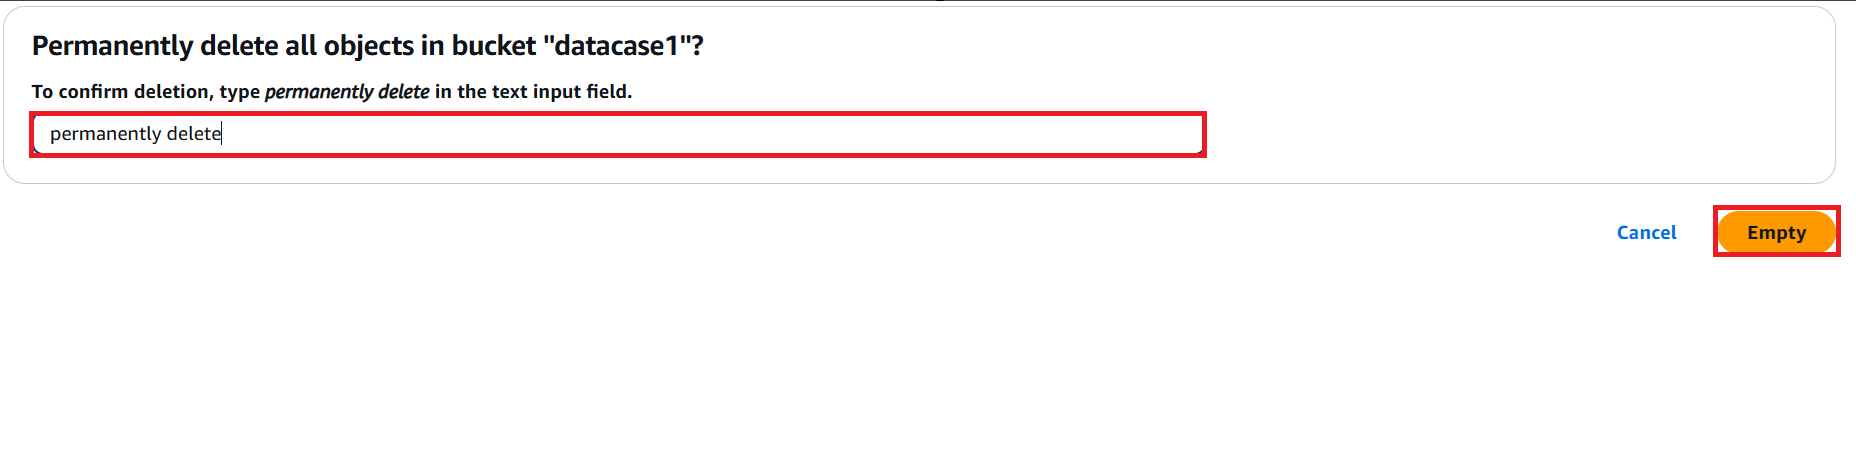 Permanently delete all objects in bucket "datacase1"?
To confirm deletion, type permanently delete in the text input field.
permanently delete
Cancel
Empty